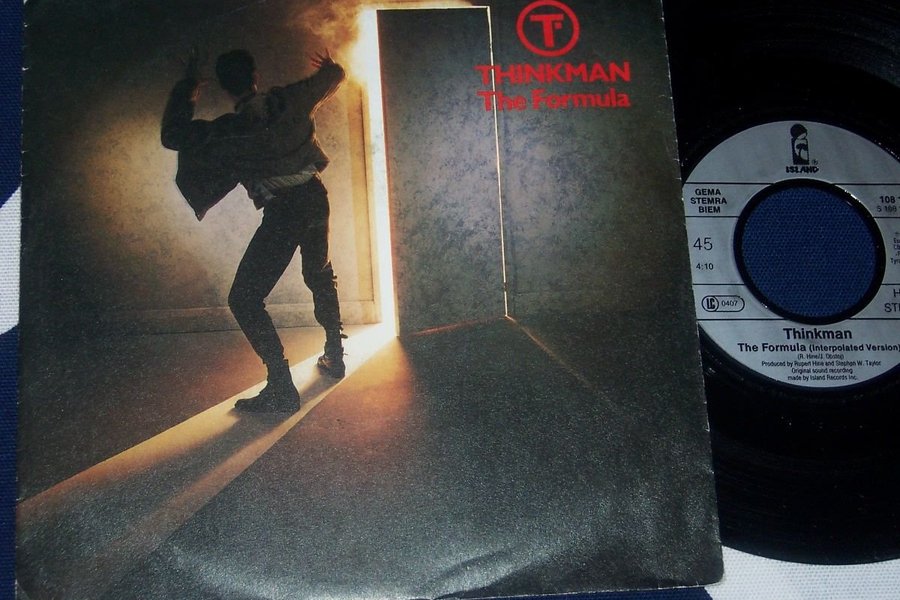 T
THINKMAN
The Formula
ISLAND
GEMA
STEMRA
BIEM
108
45
4:10
LC 0407
Thinkman
The Formula (Interpolated Version)
(R. Hine/J. Obstoj)
Produced by Rupert Hine and Stephen W. Taylor
Original sound recording
made by Island Records Inc.